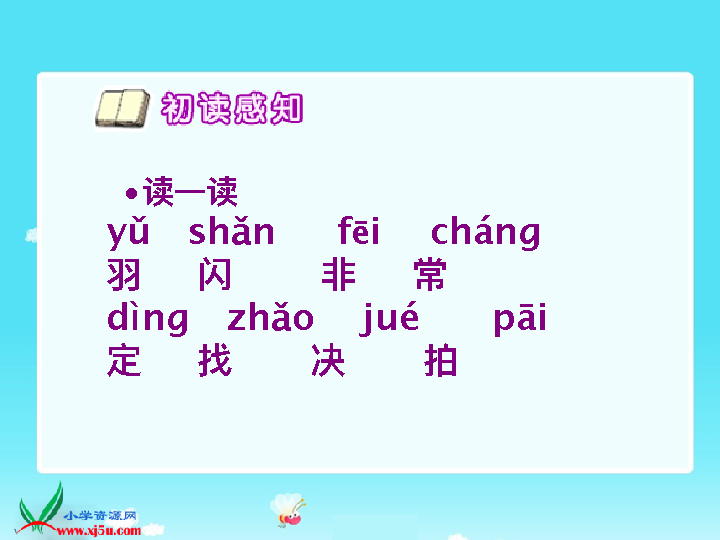 初读感知
•读一读
yǔ shǎn fēi cháng
羽 闪 非 常
dìng zhǎo jué pāi
定 找 决 拍
小学资源网
www.xj5u.com